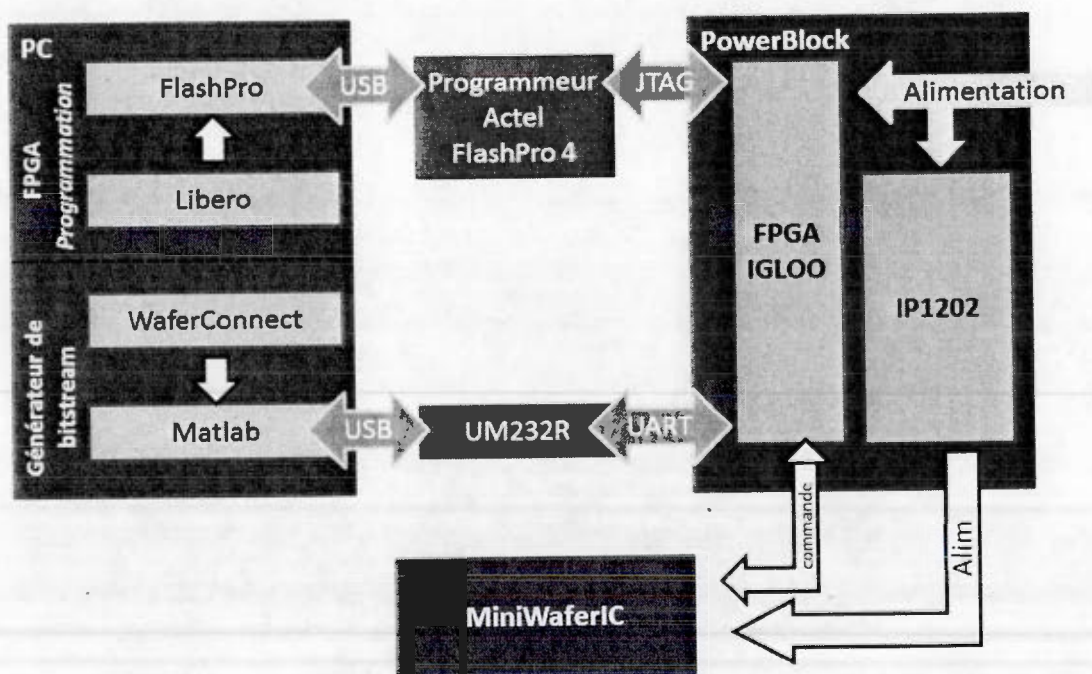 PC
FPGA
Programmation
FlashPro
Libero
Générateur de
bitstream
WaferConnect
Matlab
USB
Programmeur
Actel
FlashPro 4
JTAG
USB
UM232R
UART
PowerBlock
Alimentation
FPGA
IGLOO
IP1202
commande
Alim
MiniWaferIC